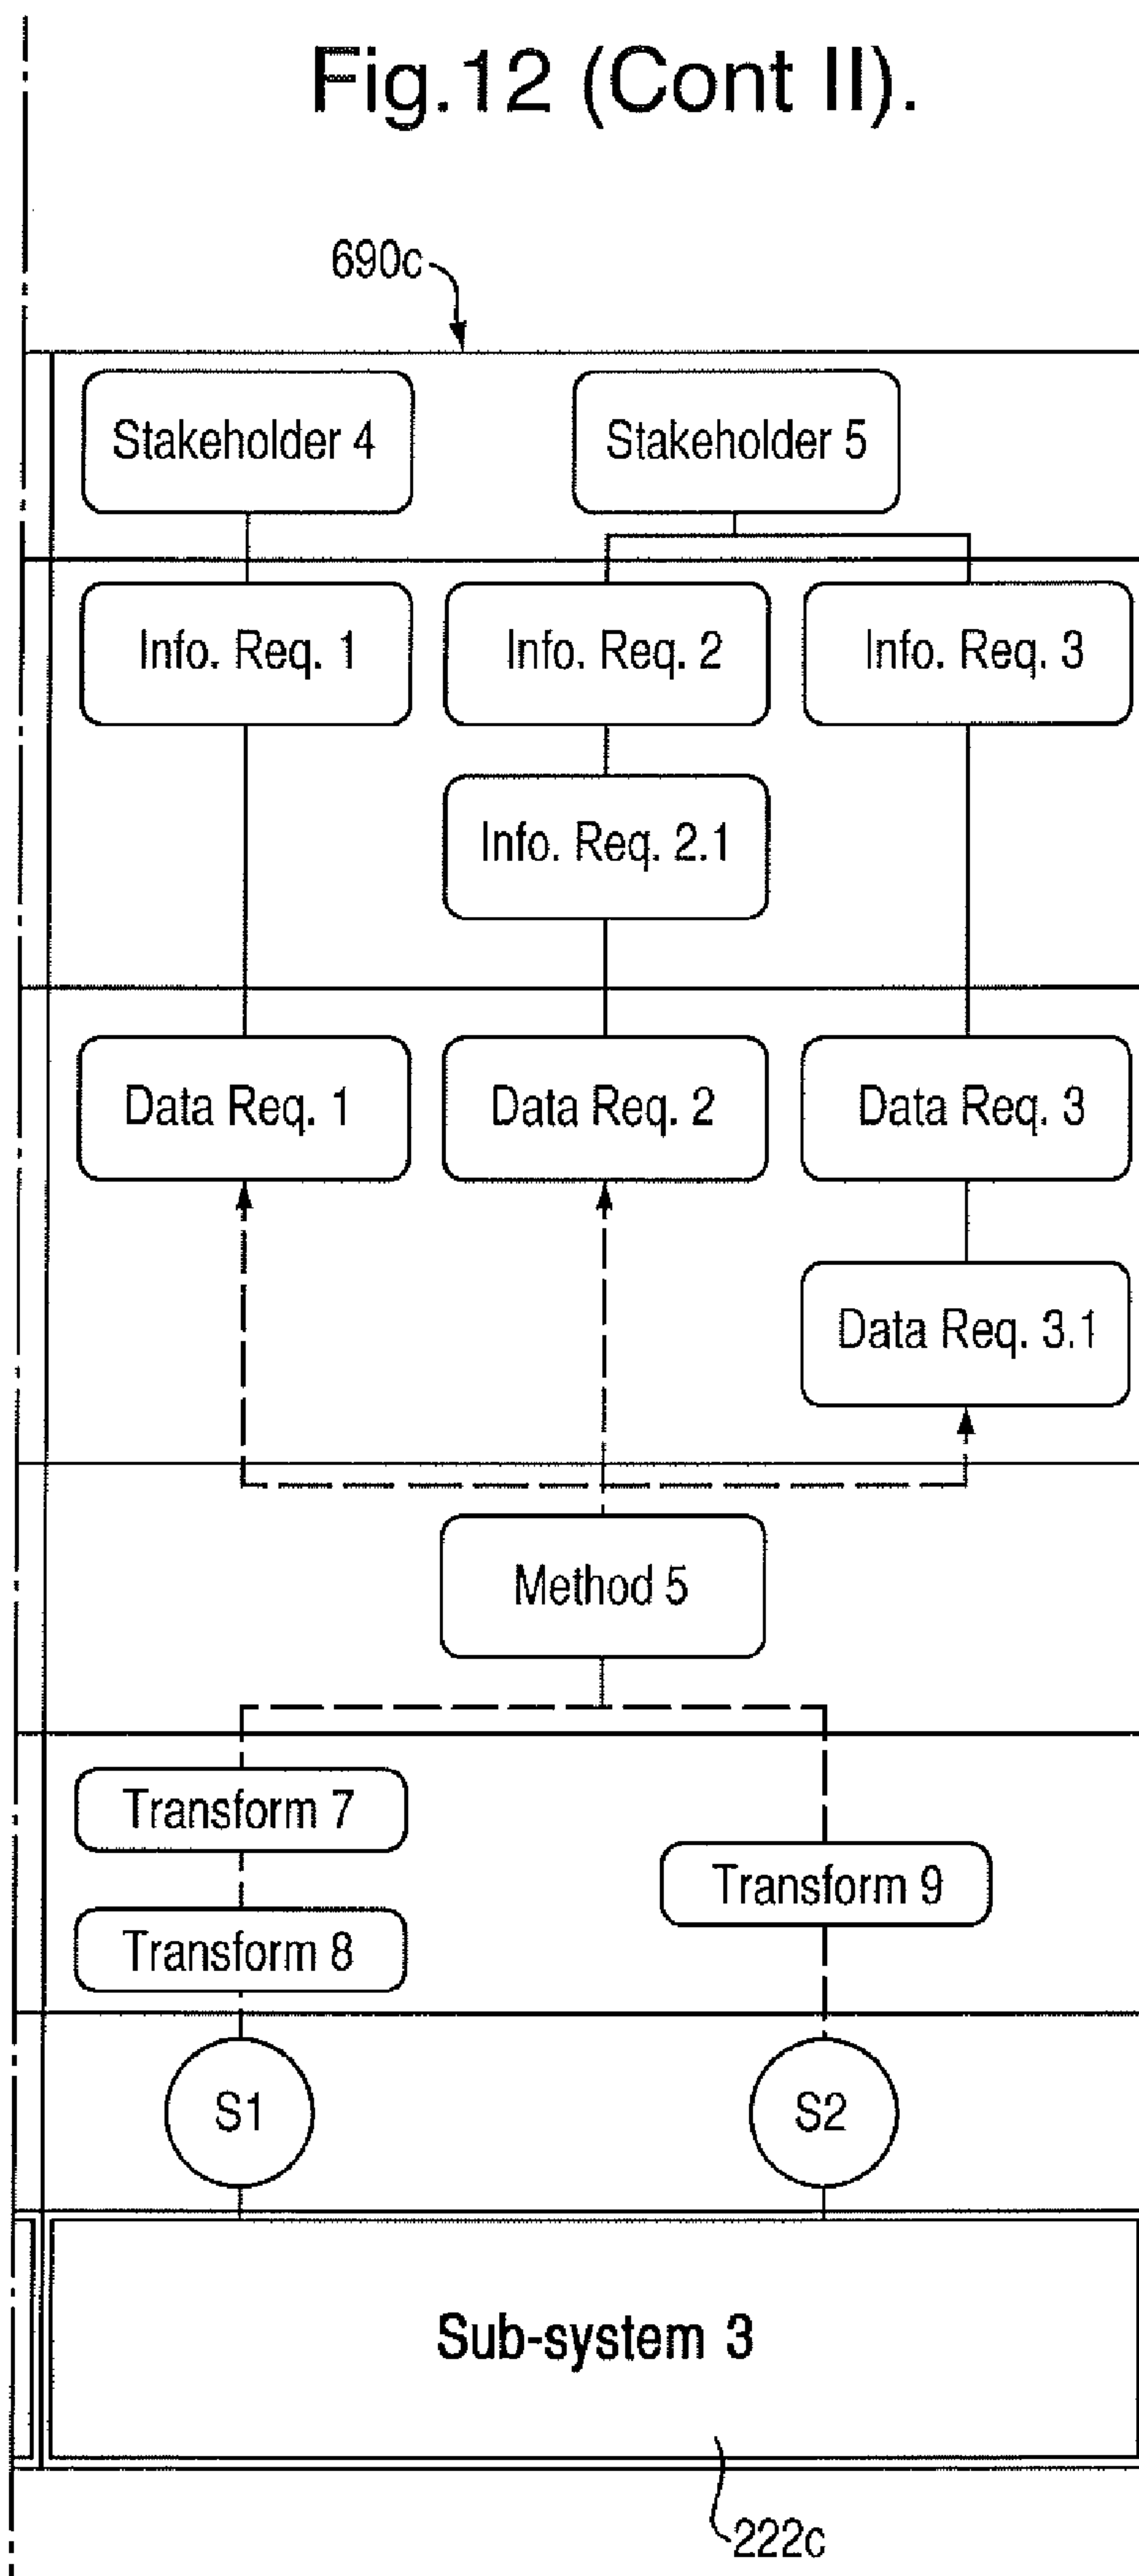 Fig.12 (Cont II).
690c
Stakeholder 4
Stakeholder 5
Info. Req. 1
Info. Req. 2
Info. Req. 3
Info. Req. 2.1
Data Req. 1
Data Req. 2
Data Req. 3
Data Req. 3.1
Method 5
Transform 7
Transform 9
Transform 8
S1
S2
Sub-system 3
222c